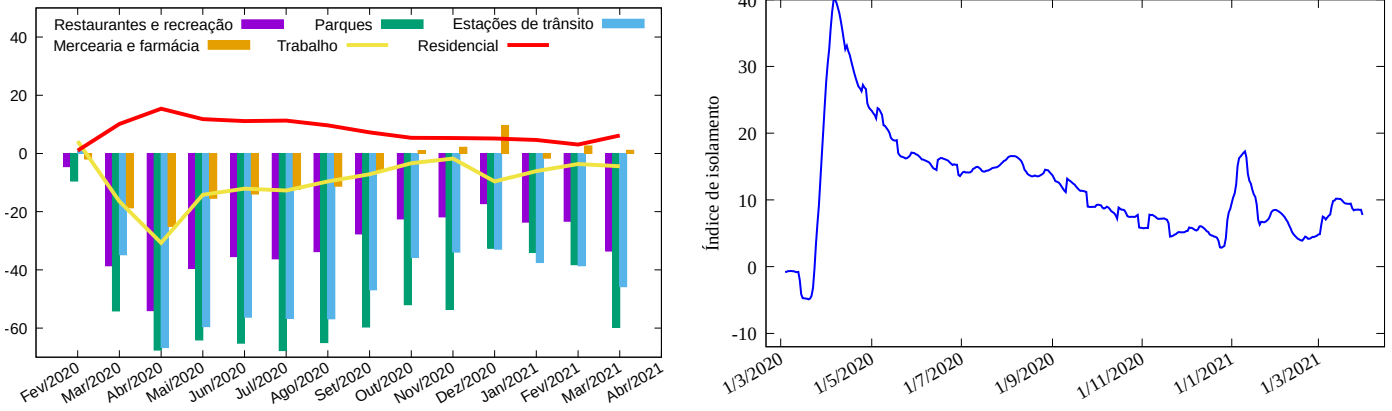 Restaurantes e recreação Parques Estações de trânsito
Mercearia e farmácia Trabalho Residencial
40
20
0
-20
-40
-60
Fev/2020 Mar/2020 Abr/2020 Mai/2020 Jun/2020 Jul/2020 Ago/2020 Set/2020 Out/2020 Nov/2020 Dez/2020 Jan/2021 Fev/2021 Mar/2021 Abr/2021
Índice de isolamento
40
30
20
10
0
-10
1/3/2020 1/5/2020 1/7/2020 1/9/2020 1/11/2020 1/1/2021 1/3/2021